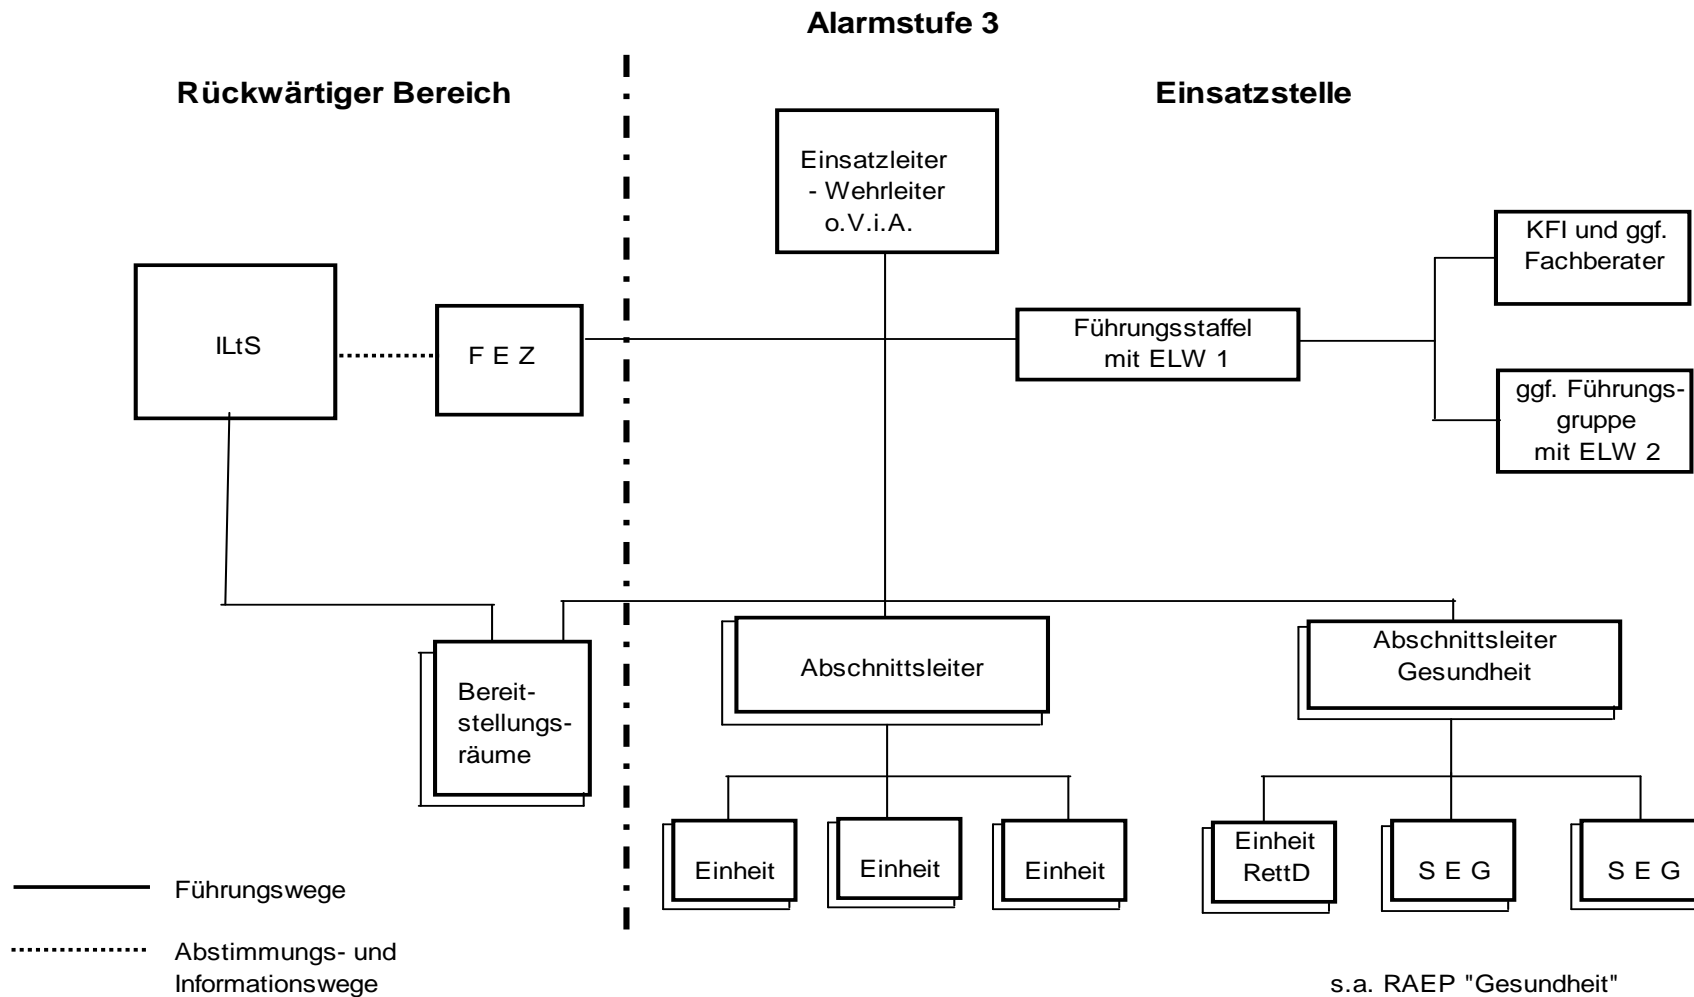 Alarmstufe 3
Rückwärtiger Bereich
Einsatzstelle
Einsatzleiter
- Wehrleiter
o.V.i.A.
KFI und ggf.
Fachberater
ILtS
F E Z
Führungsstaffel
mit ELW 1
ggf. Führungs-
gruppe
mit ELW 2
Bereit-
stellungs-
räume
Abschnittsleiter
Abschnittsleiter
Gesundheit
Einheit
Einheit
Einheit
Einheit
RettD
S E G
S E G
Führungswege
Abstimmungs- und
Informationswege
s.a. RAEP "Gesundheit"